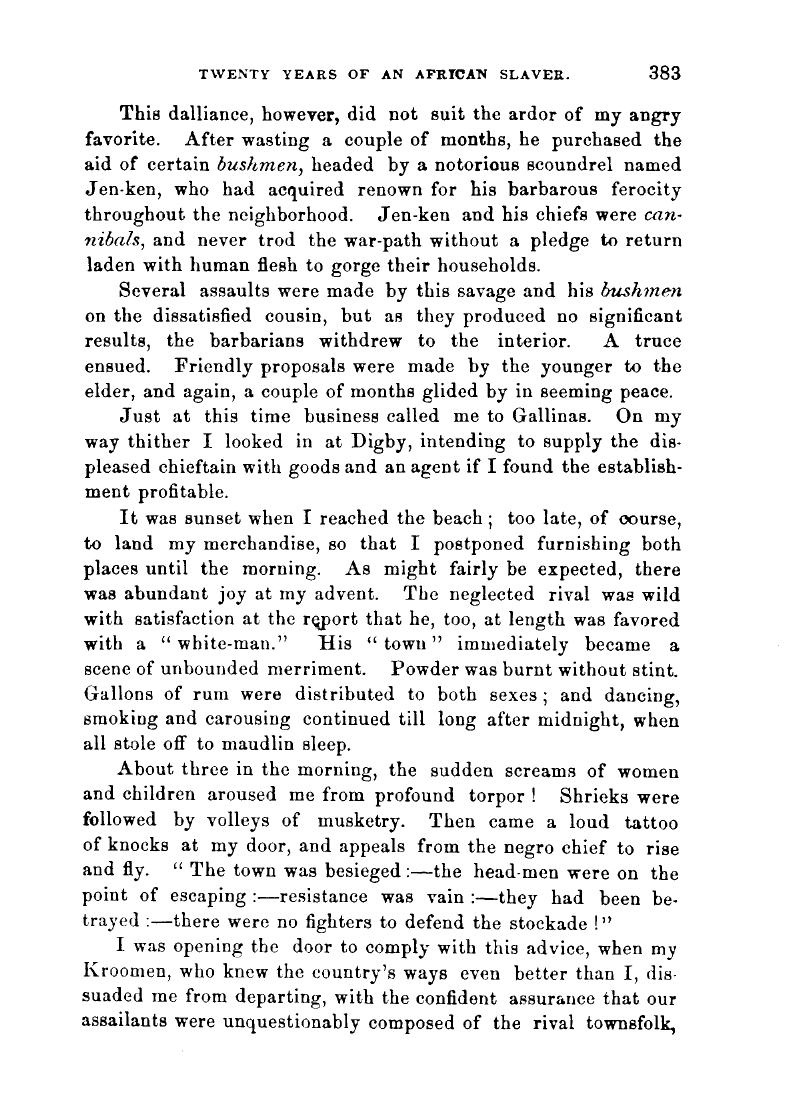 TWENTY YEARS OF AN AFRICAN SLAVER. 383
This dalliance, however, did not suit the ardor of my angry
favorite. After wasting a couple of months, he purchased the
aid of certain bushmen, headed by a notorious scoundrel named
Jen-ken, who had acquired renown for his barbarous ferocity
throughout the neighborhood. Jen-ken and his chiefs were can-
nibals, and never trod the war-path without a pledge to return
laden with human flesh to gorge their households.
Several assaults were made by this savage and his bushmen
on the dissatisfied cousin, but as they produced no significant
results, the barbarians withdrew to the interior. A truce
ensued. Friendly proposals were made by the younger to the
elder, and again, a couple of months glided by in seeming peace.
Just at this time business called me to Gallinas. On my
way thither I looked in at Digby, intending to supply the dis-
pleased chieftain with goods and an agent if I found the establish-
ment profitable.
It was sunset when I reached the beach; too late, of course,
to land my merchandise, so that I postponed furnishing both
places until the morning. As might fairly be expected, there
was abundant joy at my advent. The neglected rival was wild
with satisfaction at the report that he, too, at length was favored
with a "white-man." His "town" immediately became a
scene of unbounded merriment. Powder was burnt without stint.
Gallons of rum were distributed to both sexes; and dancing,
smoking and carousing continued till long after midnight, when
all stole off to maudlin sleep.
About three in the morning, the sudden screams of women
and children aroused me from profound torpor! Shrieks were
followed by volleys of musketry. Then came a loud tattoo
of knocks at my door, and appeals from the negro chief to rise
and fly. "The town was besieged:—the head-men were on the
point of escaping:—resistance was vain:—they had been be-
trayed:—there were no fighters to defend the stockade!"
I was opening the door to comply with this advice, when my
Kroomen, who knew the country's ways even better than I, dis-
suaded me from departing, with the confident assurance that our
assailants were unquestionably composed of the rival townsfolk,